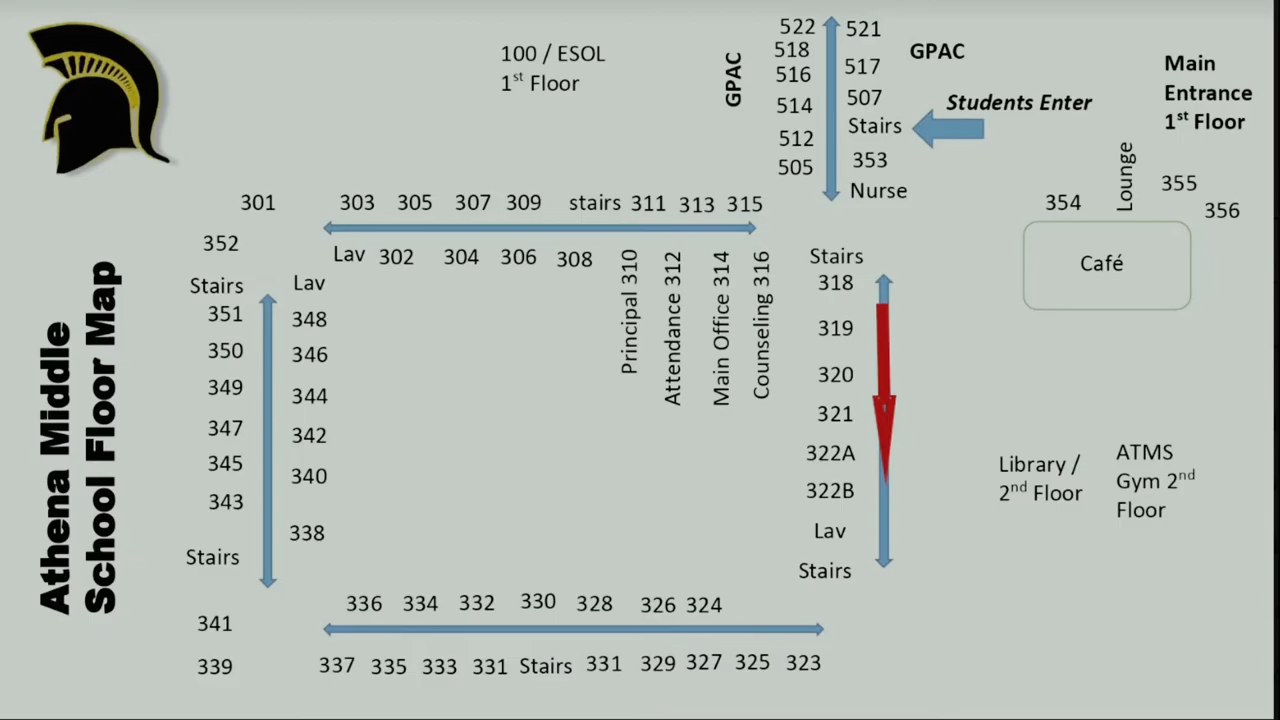 522
521
518
516
517
514
507
512
Stairs
505
353
Nurse
GPAC
GPAC
Students Enter
100 / ESOL
1st Floor
Main
Entrance
1st Floor
Lounge
354
355
356
Café
301
303 305 307 309 stairs 311 313 315
Lav 302 304 306 308
Principal 310
Attendance 312
Main Office 314
Counseling 316
352
Stairs
351
350
349
347
345
343
Stairs
341
339
Lav
348
346
344
342
340
338
Stairs
318
319
320
321
322A
322B
Lav
Stairs
Library /
2nd Floor
ATMS
Gym 2nd
Floor
336 334 332 330 328 326 324
337 335 333 331 Stairs 331 329 327 325 323
Athena Middle
School Floor Map